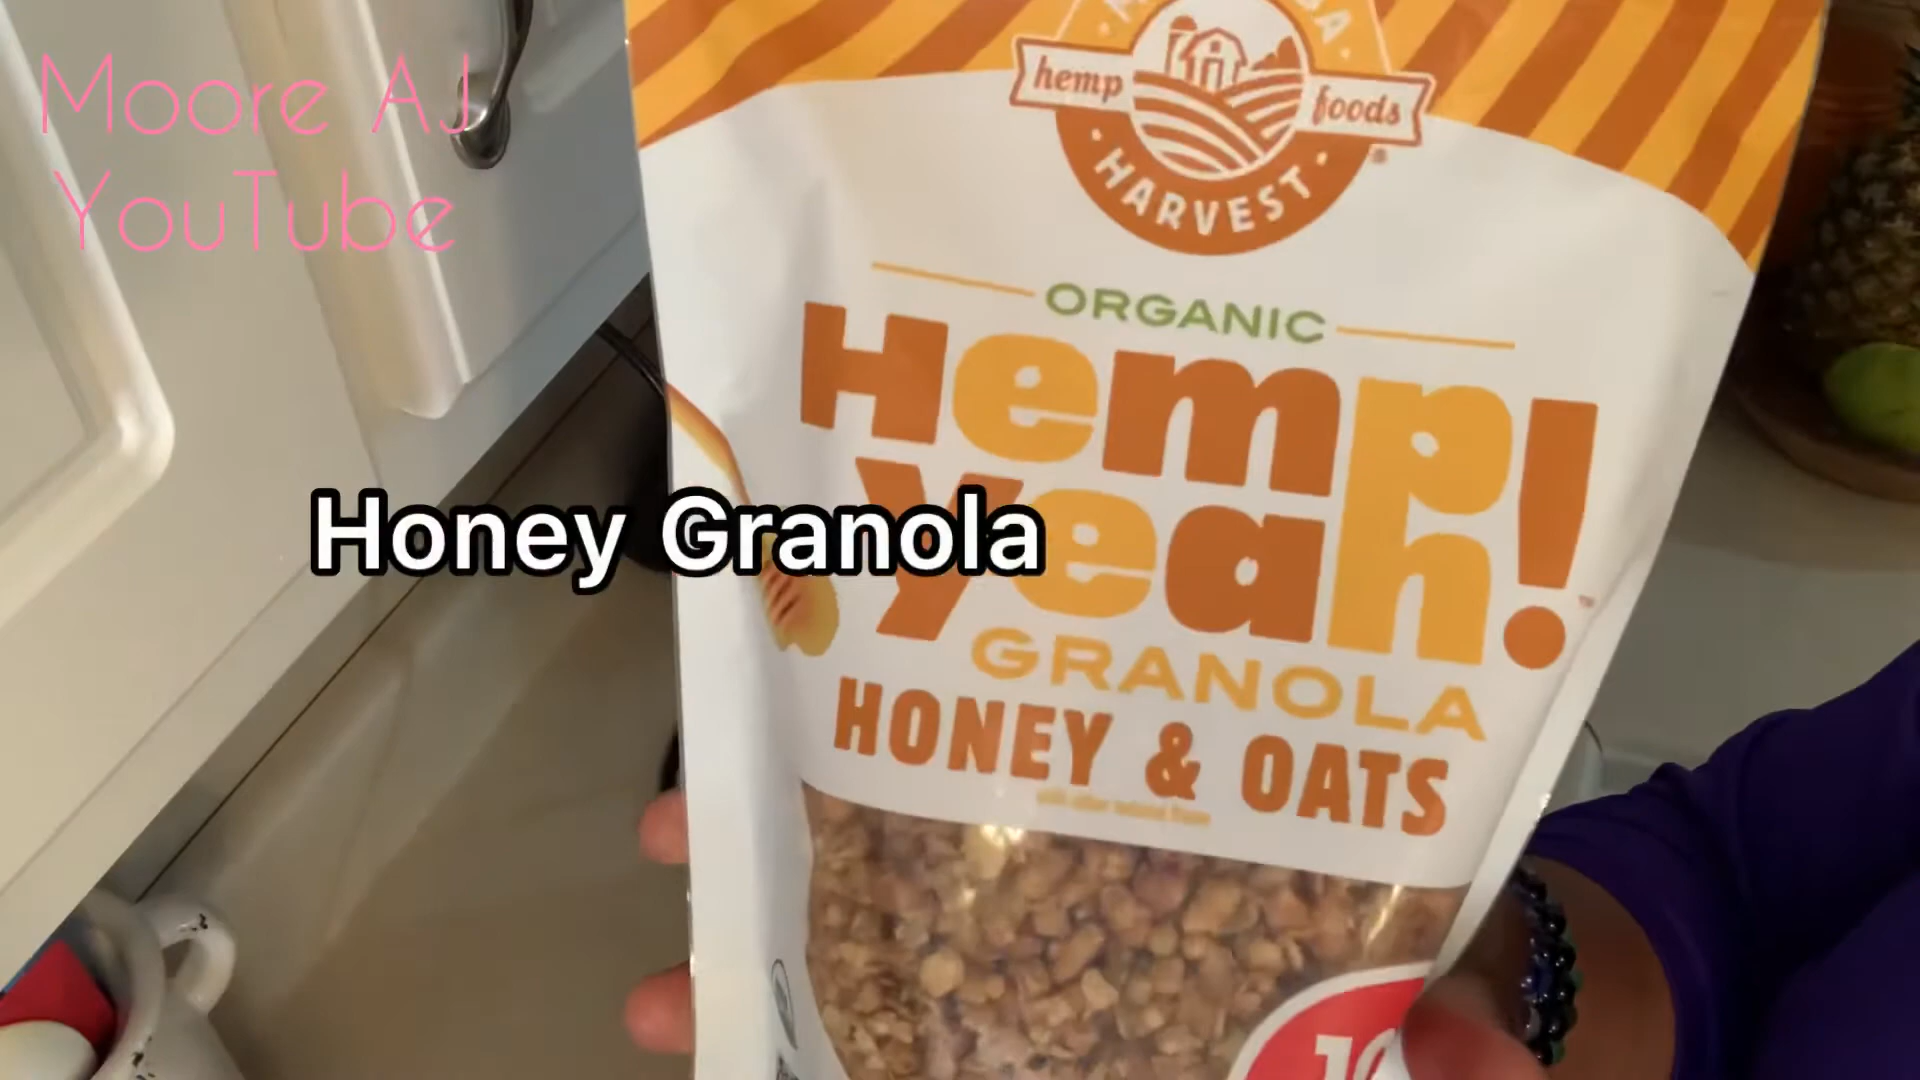 Moore AJ
YouTube
hemp foods
HARVEST
ORGANIC
Hemp!
yeah
GRANOLA
HONEY & OATS
Honey Granola